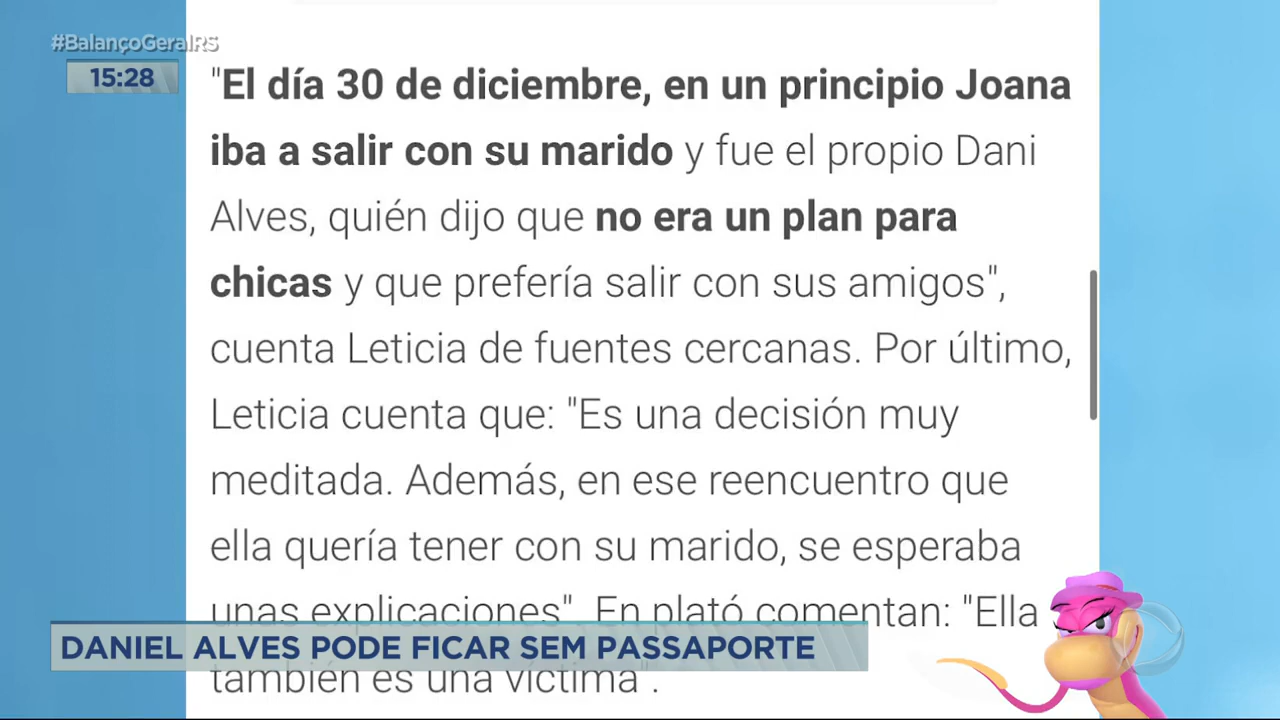 #BalançoGeralRS
15:28
"El día 30 de diciembre, en un principio Joana
iba a salir con su marido y fue el propio Dani
Alves, quién dijo que no era un plan para
chicas y que prefería salir con sus amigos",
cuenta Leticia de fuentes cercanas. Por último,
Leticia cuenta que: "Es una decisión muy
meditada. Además, en ese reencuentro que
ella quería tener con su marido, se esperaba
unas explicaciones". En plató comentan: "Ella
también es una víctima".
DANIEL ALVES PODE FICAR SEM PASSAPORTE